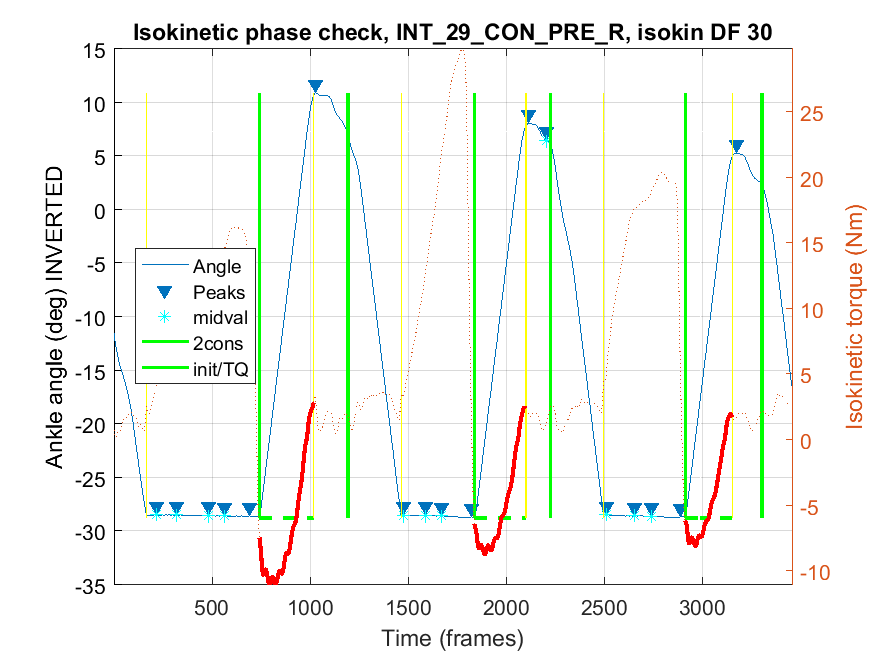 Isokinetic phase check, INT_29_CON_PRE_R, isokin DF 30
Ankle angle (deg) INVERTED
15
10
5
0
-5
-10
-15
-20
-25
-30
-35
Angle
Peaks
midval
2cons
init/TQ
25
20
15
10
5
0
-5
-10
Isokinetic torque (Nm)
500
1000
1500
2000
2500
3000
Time (frames)